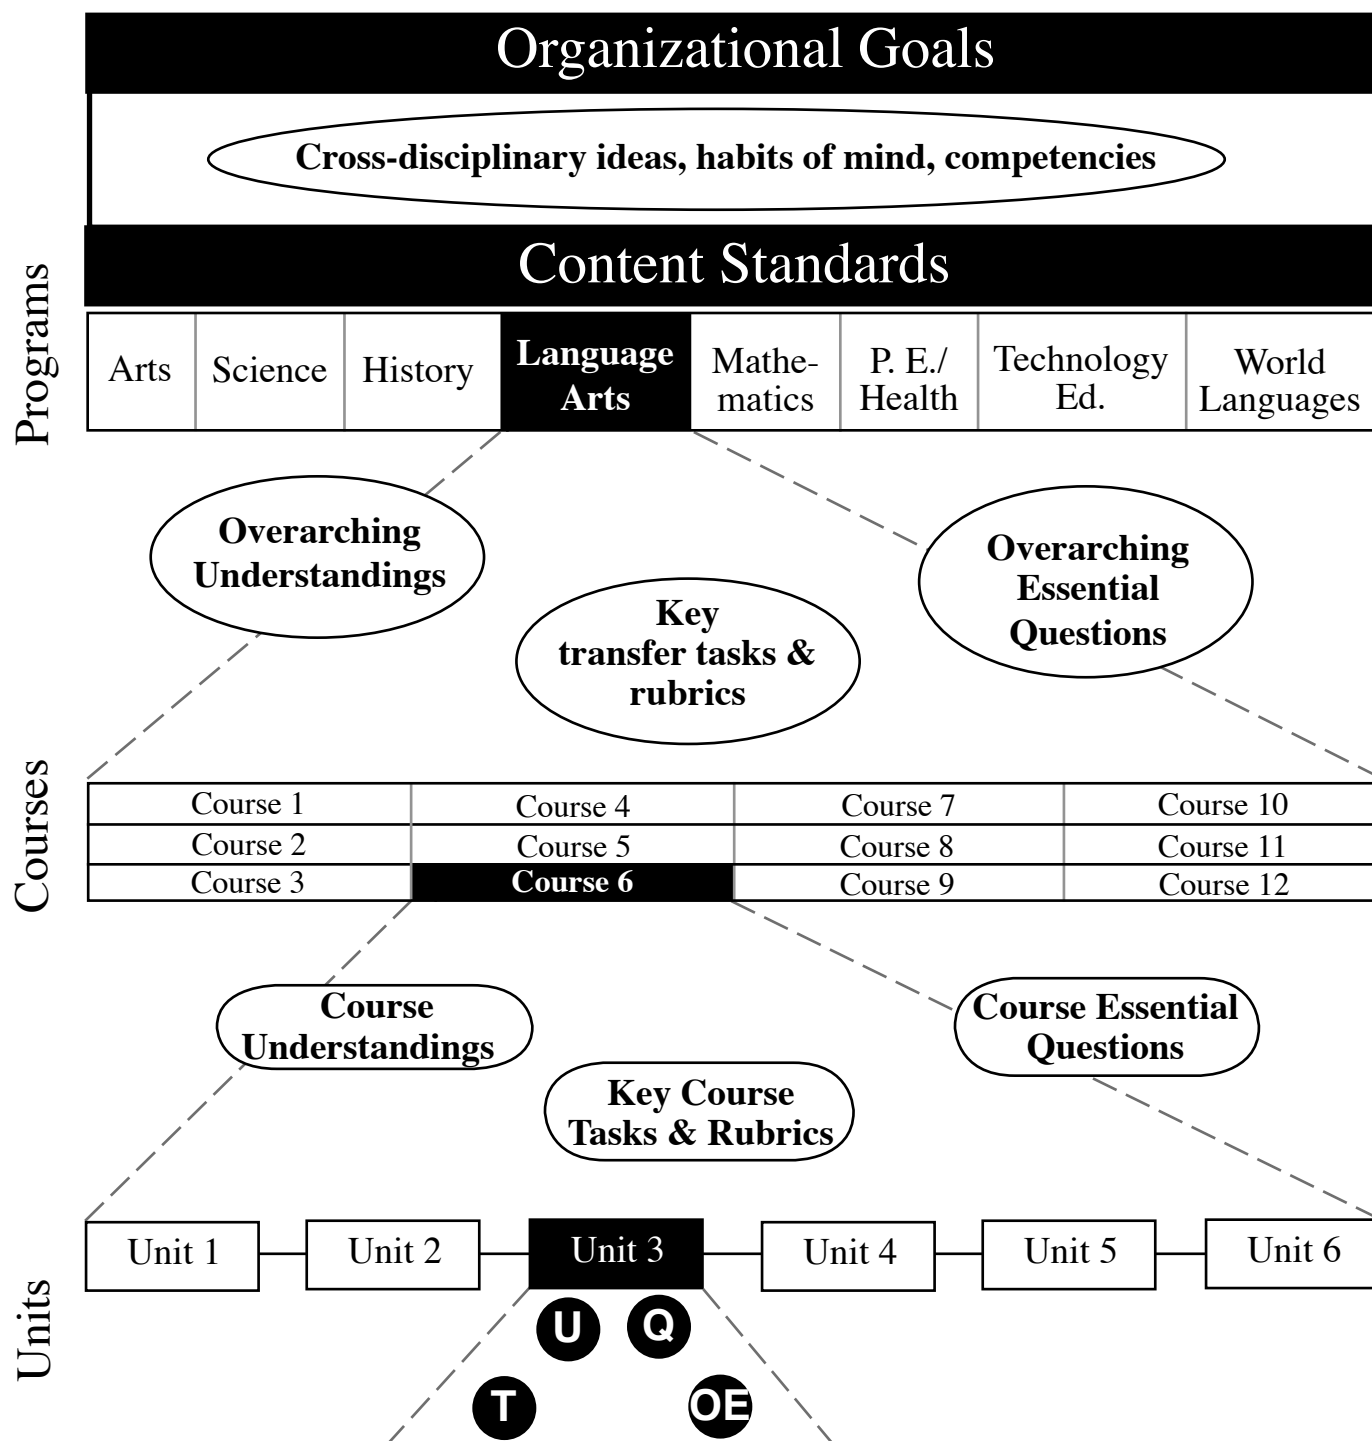 Organizational Goals
Cross-disciplinary ideas, habits of mind, competencies
Content Standards
Programs
Arts
Science
History
Language
Arts
Mathe-
matics
P. E./
Health
Technology
Ed.
World
Languages
Overarching
Understandings
Key
transfer tasks &
rubrics
Overarching
Essential
Questions
Courses
Course 1
Course 4
Course 7
Course 10
Course 2
Course 5
Course 8
Course 11
Course 3
Course 6
Course 9
Course 12
Course
Understandings
Key Course
Tasks & Rubrics
Course Essential
Questions
Units
Unit 1
Unit 2
Unit 3
Unit 4
Unit 5
Unit 6
U
Q
T
OE